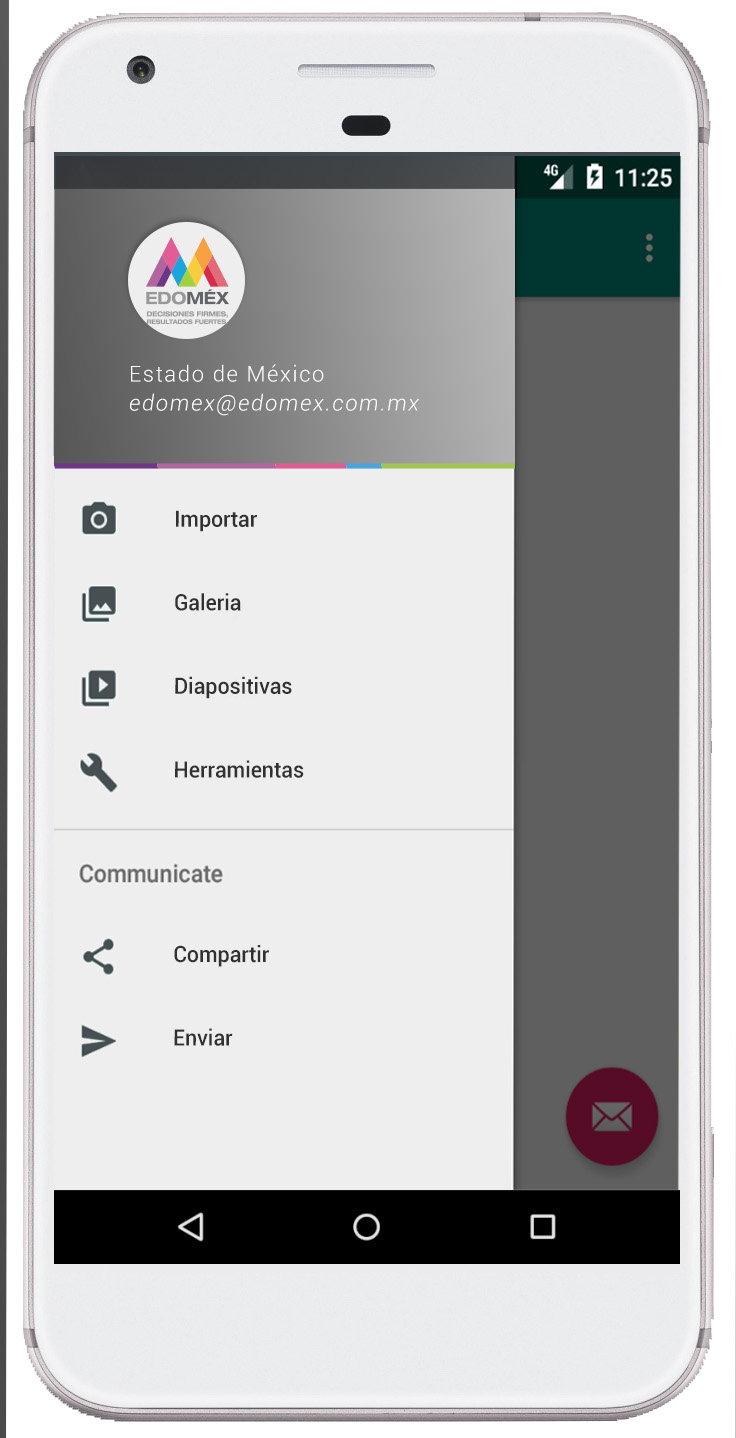 4G 11:25
EDOMÉX
DECISIONES FIRMES,
RESULTADOS FUERTES.
Estado de México
edomex@edomex.com.mx
Importar
Galeria
Diapositivas
Herramientas
Communicate
Compartir
Enviar